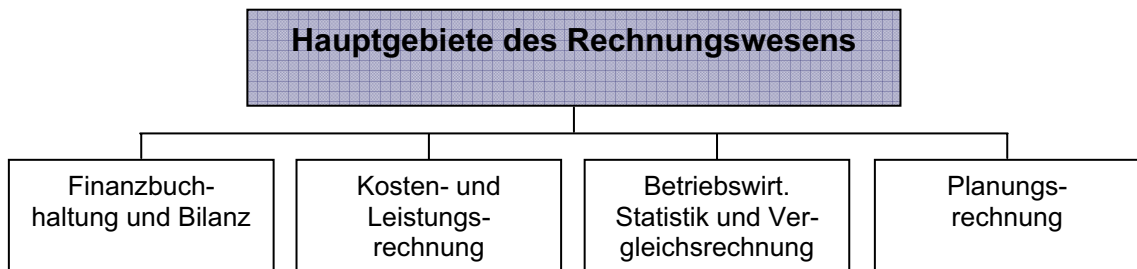 Hauptgebiete des Rechnungswesens
Finanzbuch-
haltung und Bilanz
Kosten- und
Leistungs-
rechnung
Betriebswirt.
Statistik und Ver-
gleichsrechnung
Planungs-
rechnung